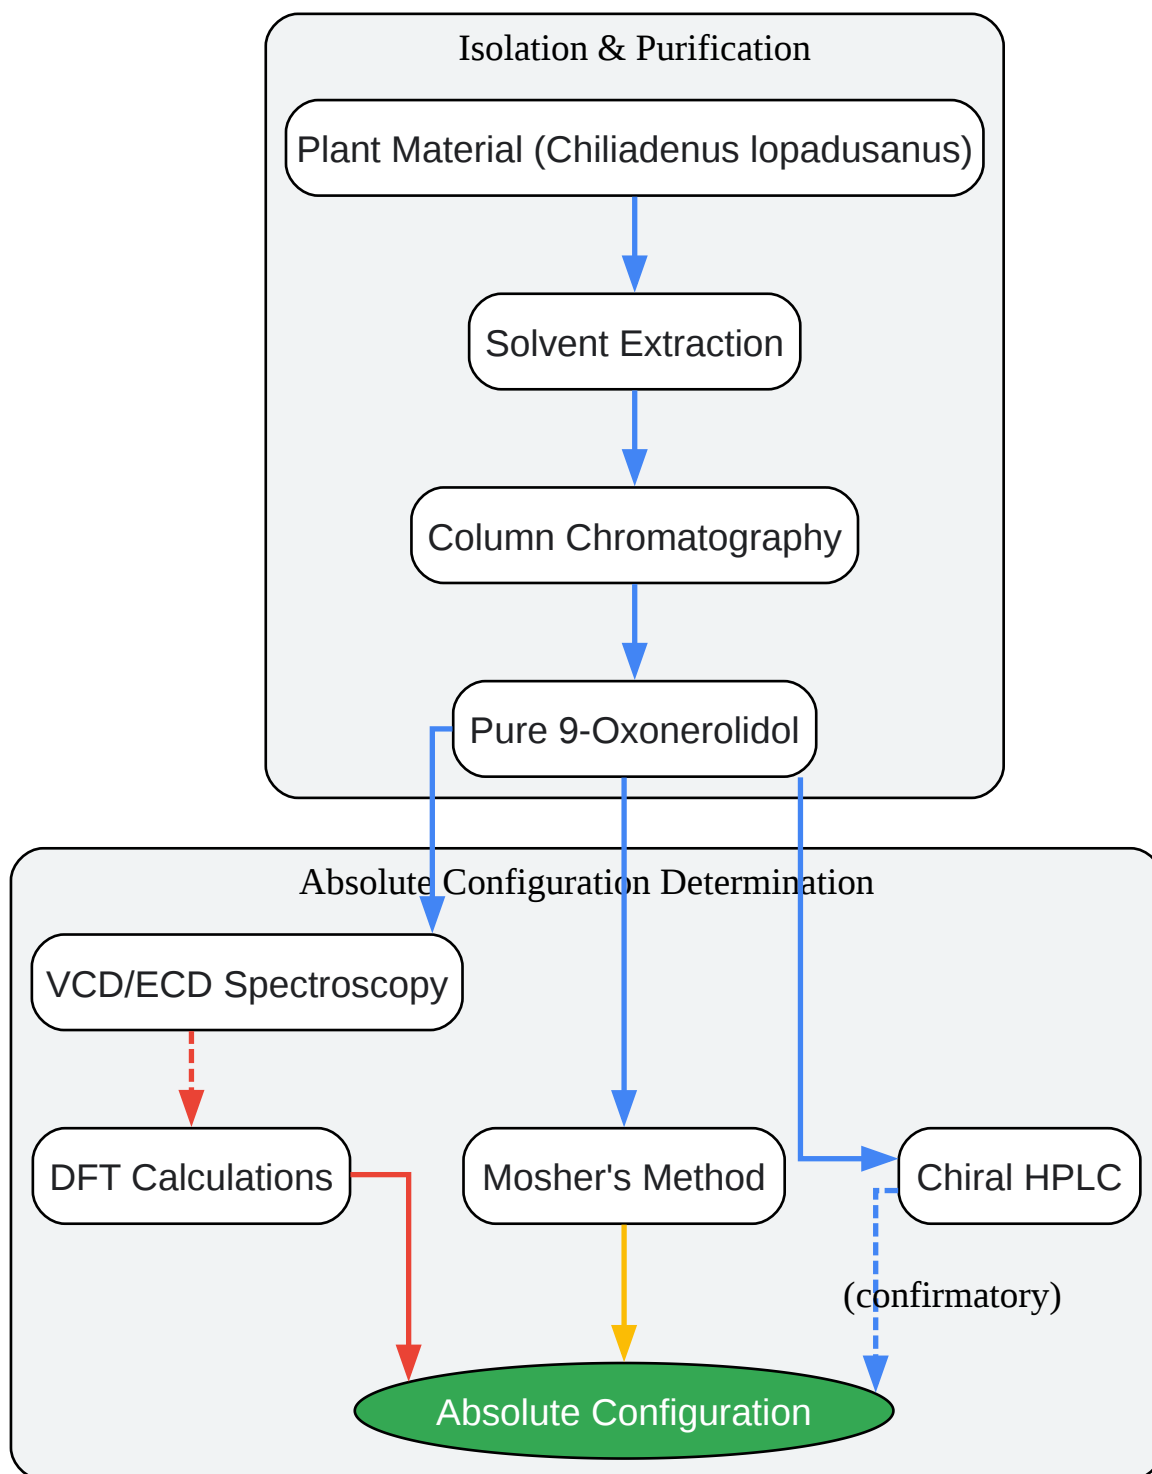 Isolation & Purification
Plant Material (Chiliadenus lopadusanus)
Solvent Extraction
Column Chromatography
Pure 9-Oxonerolidol
Absolute Configuration Determination
VCD/ECD Spectroscopy
DFT Calculations
Mosher's Method
Chiral HPLC
(confirmatory)
Absolute Configuration